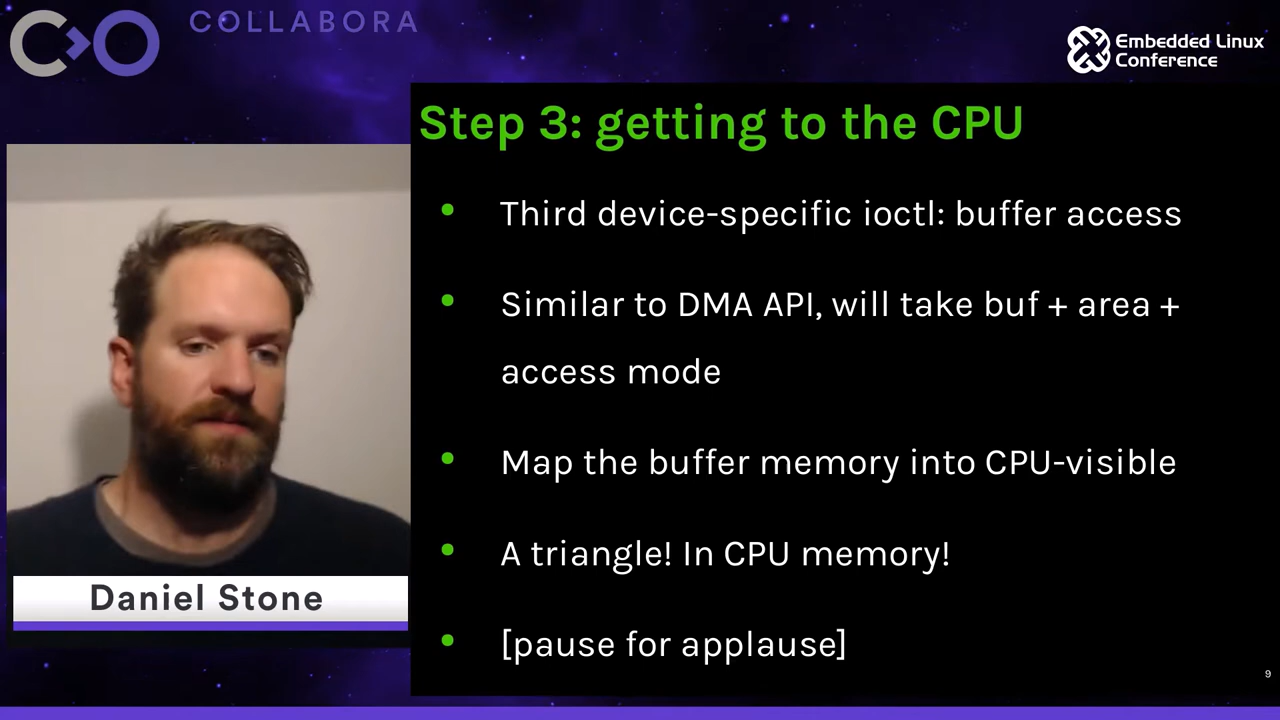 COLLABORA
Embedded Linux
Conference
Step 3: getting to the CPU
• Third device-specific ioctl: buffer access
• Similar to DMA API, will take buf + area +
access mode
• Map the buffer memory into CPU-visible
• A triangle! In CPU memory!
• [pause for applause]
Daniel Stone
9